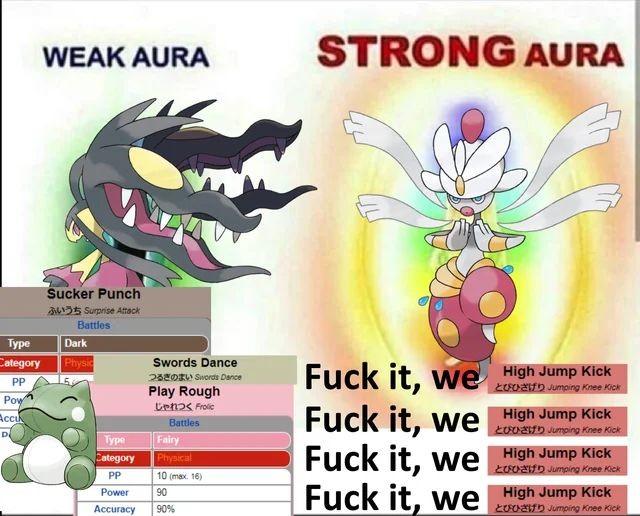 WEAK AURA
STRONG AURA
Sucker Punch
ふいうち Surprise Attack
Battles
Type Dark
Category Physic
PP 5
Pow
Accu
Swords Dance
つるぎのまい Swords Dance
Play Rough
じゃれつく Frolic
Battles
Type Fairy
Category Physical
PP 10 (max. 16)
Power 90
Accuracy 90%
Fuck it, we High Jump Kick
とびひざげり Jumping Knee Kick
Fuck it, we High Jump Kick
とびひざげり Jumping Knee Kick
Fuck it, we High Jump Kick
とびひざげり Jumping Knee Kick
Fuck it, we High Jump Kick
とびひざげり Jumping Knee Kick